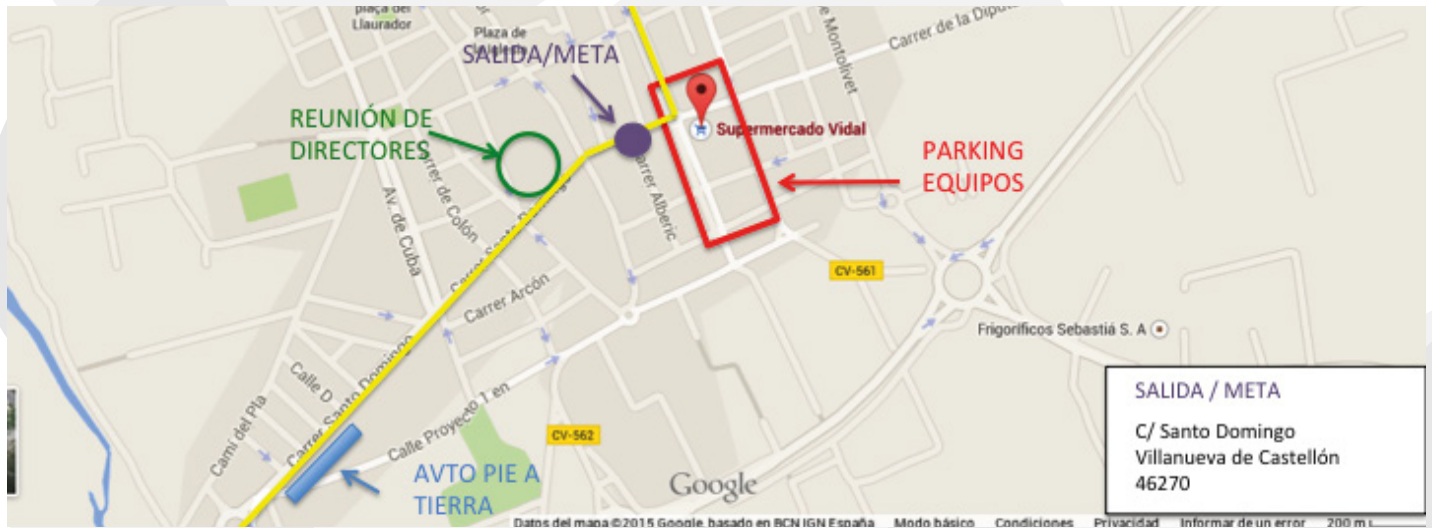 plaça del
Llaurador
Plaza de
SALIDA/META
e Montolivet
Carrer de la Diputa
REUNIÓN DE
DIRECTORES
Supermercado Vidal
PARKING
EQUIPOS
Carrer de Colón
Carrer Alberic
Av. de Cuba
Carrer Santo Domingo
CV-561
Carrer Arcón
Frigoríficos Sebastiá S. A
Calle D
Camí del Pla
Carrer Santo Domingo
Calle Proyecto 1 en
CV-562
AVTO PIE A
TIERRA
Google
SALIDA / META
C/ Santo Domingo
Villanueva de Castellón
46270
Datos del mapa ©2015 Google, basado en BCN IGN España Modo básico Condiciones Privacidad Informar de un error 200 m